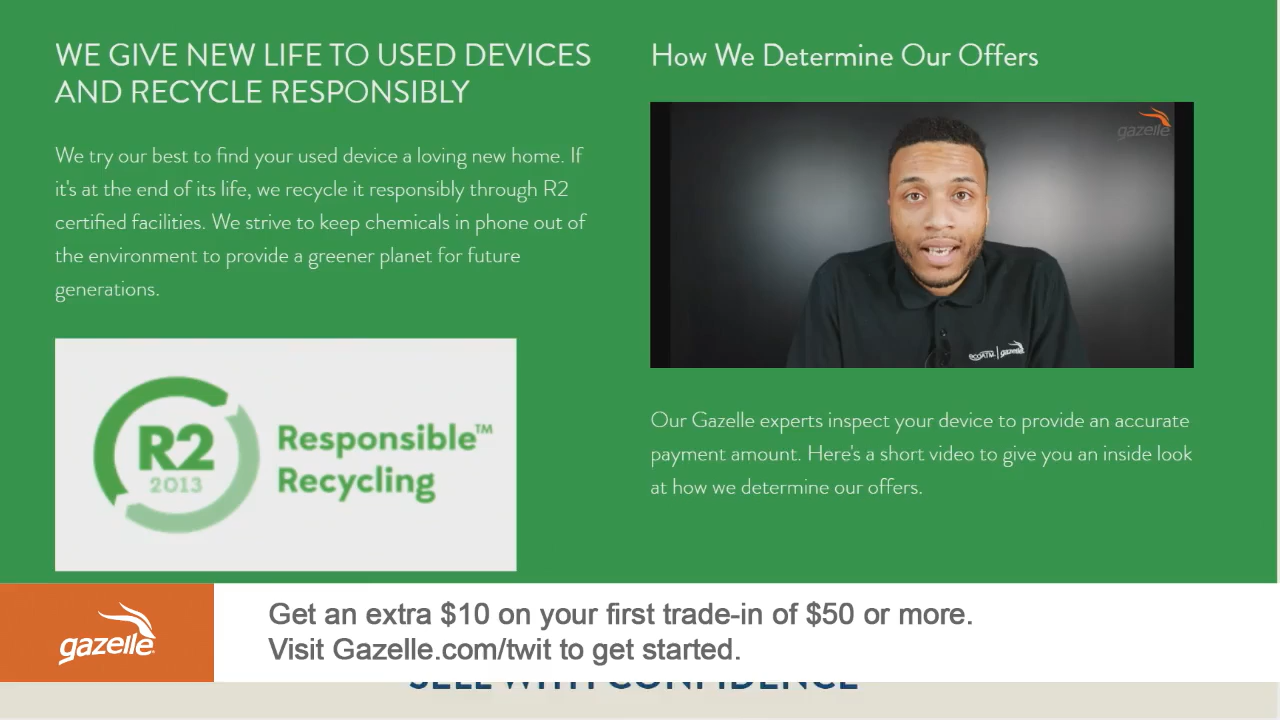 WE GIVE NEW LIFE TO USED DEVICES
AND RECYCLE RESPONSIBLY
We try our best to find your used device a loving new home. If
it's at the end of its life, we recycle it responsibly through R2
certified facilities. We strive to keep chemicals in phone out of
the environment to provide a greener planet for future
generations.
R2
2013
Responsible™
Recycling
How We Determine Our Offers
gazelle
ecoATM | gazelle
Our Gazelle experts inspect your device to provide an accurate
payment amount. Here's a short video to give you an inside look
at how we determine our offers.
gazelle
Get an extra $10 on your first trade-in of $50 or more.
Visit Gazelle.com/twit to get started.
SELL WITH CONFIDENCE